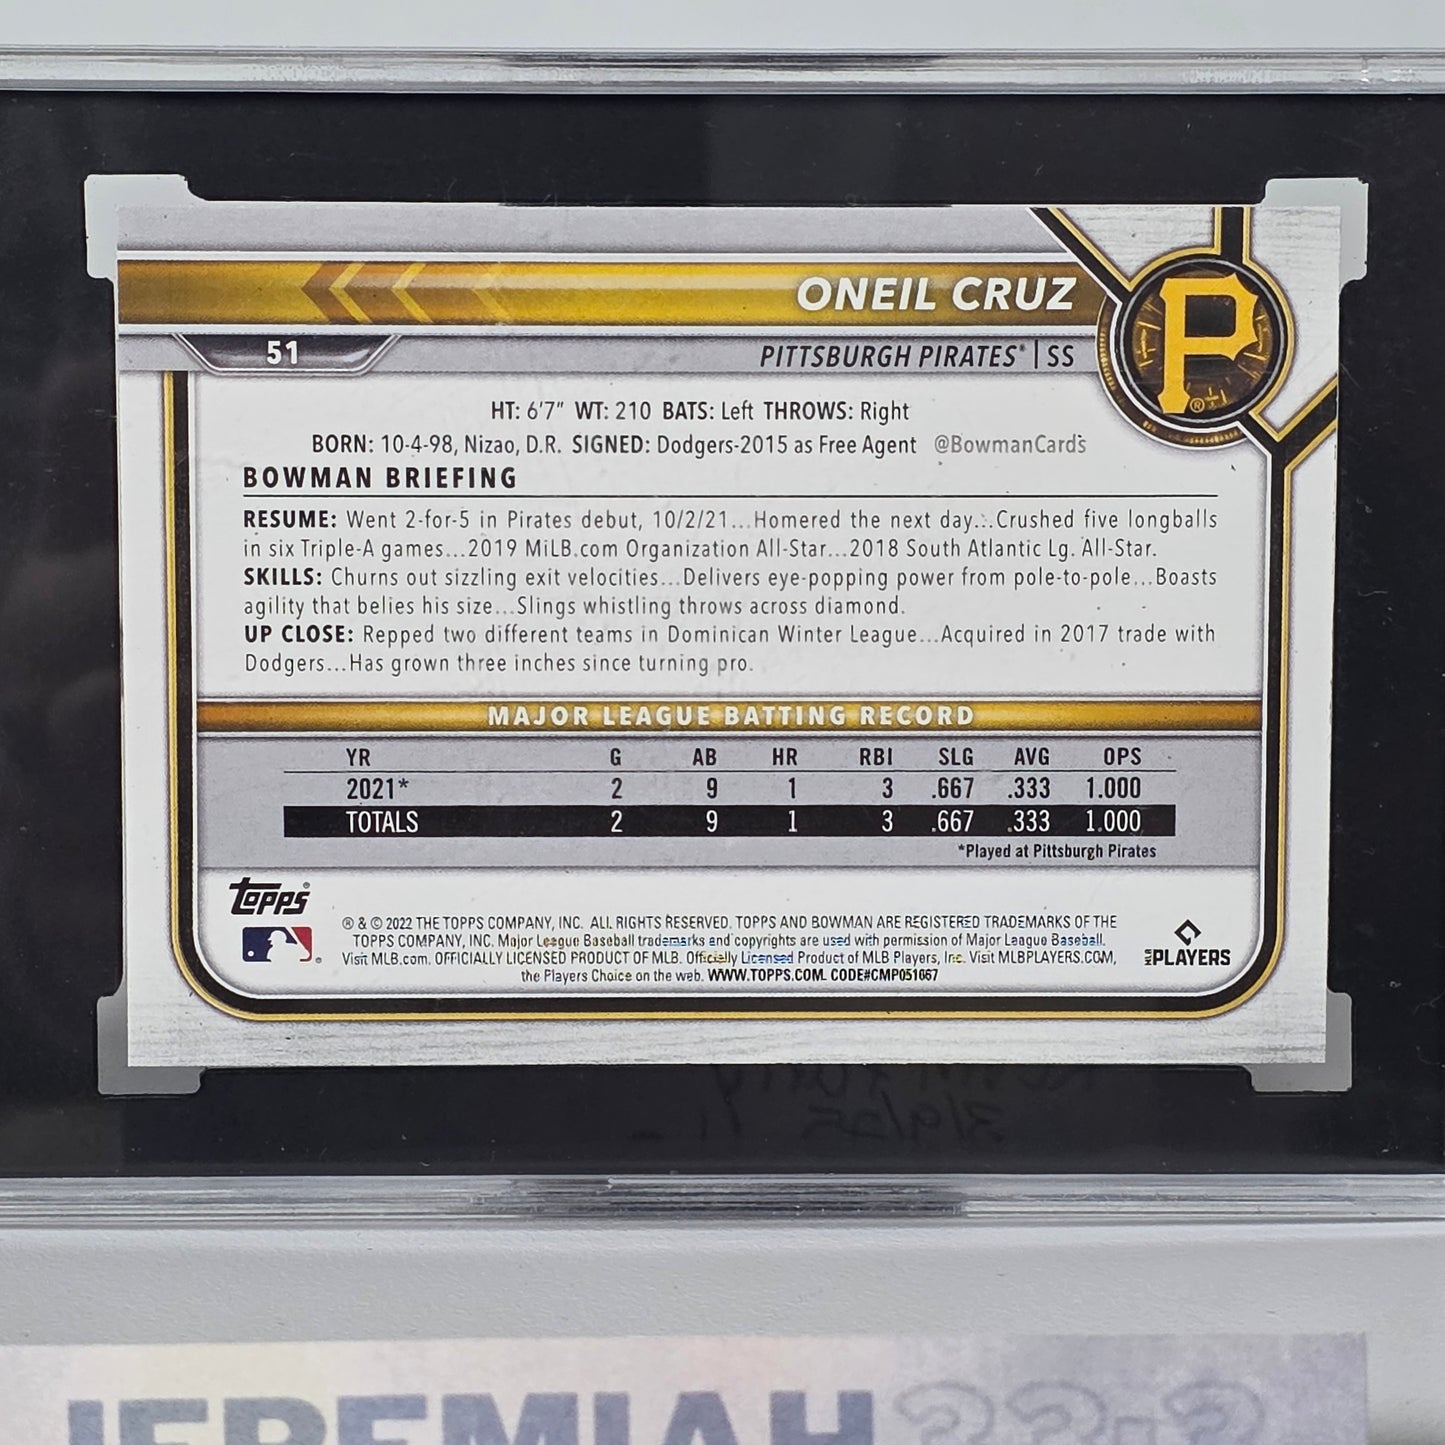 ONEIL CRUZ
51
PITTSBURGH PIRATES® | SS
P
®
HT: 6'7" WT: 210 BATS: Left THROWS: Right
BORN: 10-4-98, Nizao, D.R. SIGNED: Dodgers-2015 as Free Agent @BowmanCards
BOWMAN BRIEFING
RESUME: Went 2-for-5 in Pirates debut, 10/2/21...Homered the next day...Crushed five longballs
in six Triple-A games...2019 MiLB.com Organization All-Star...2018 South Atlantic Lg. All-Star.
SKILLS: Churns out sizzling exit velocities...Delivers eye-popping power from pole-to-pole...Boasts
agility that belies his size...Slings whistling throws across diamond.
UP CLOSE: Repped two different teams in Dominican Winter League...Acquired in 2017 trade with
Dodgers...Has grown three inches since turning pro.
MAJOR LEAGUE BATTING RECORD
YR G AB HR RBI SLG AVG OPS
2021* 2 9 1 3 .667 .333 1.000
TOTALS 2 9 1 3 .667 .333 1.000
*Played at Pittsburgh Pirates
Topps®
® & © 2022 THE TOPPS COMPANY, INC. ALL RIGHTS RESERVED. TOPPS AND BOWMAN ARE REGISTERED TRADEMARKS OF THE
TOPPS COMPANY, INC. Major League Baseball trademarks and copyrights are used with permission of Major League Baseball.
Visit MLB.com. OFFICIALLY LICENSED PRODUCT OF MLB. Officially Licensed Product of MLB Players, Inc. Visit MLBPLAYERS.COM,
the Players Choice on the web. WWW.TOPPS.COM. CODE#CMP051067
MLB PLAYERS
3/9/25
JEREMIAH